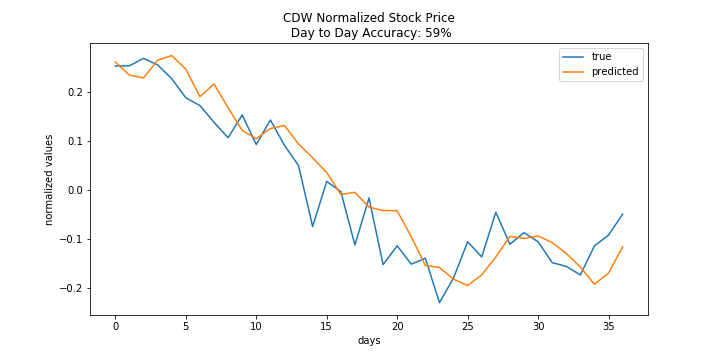 CDW Normalized Stock Price
Day to Day Accuracy: 59%
true
predicted
normalized values
0.2
0.1
0.0
−0.1
−0.2
0 5 10 15 20 25 30 35
days